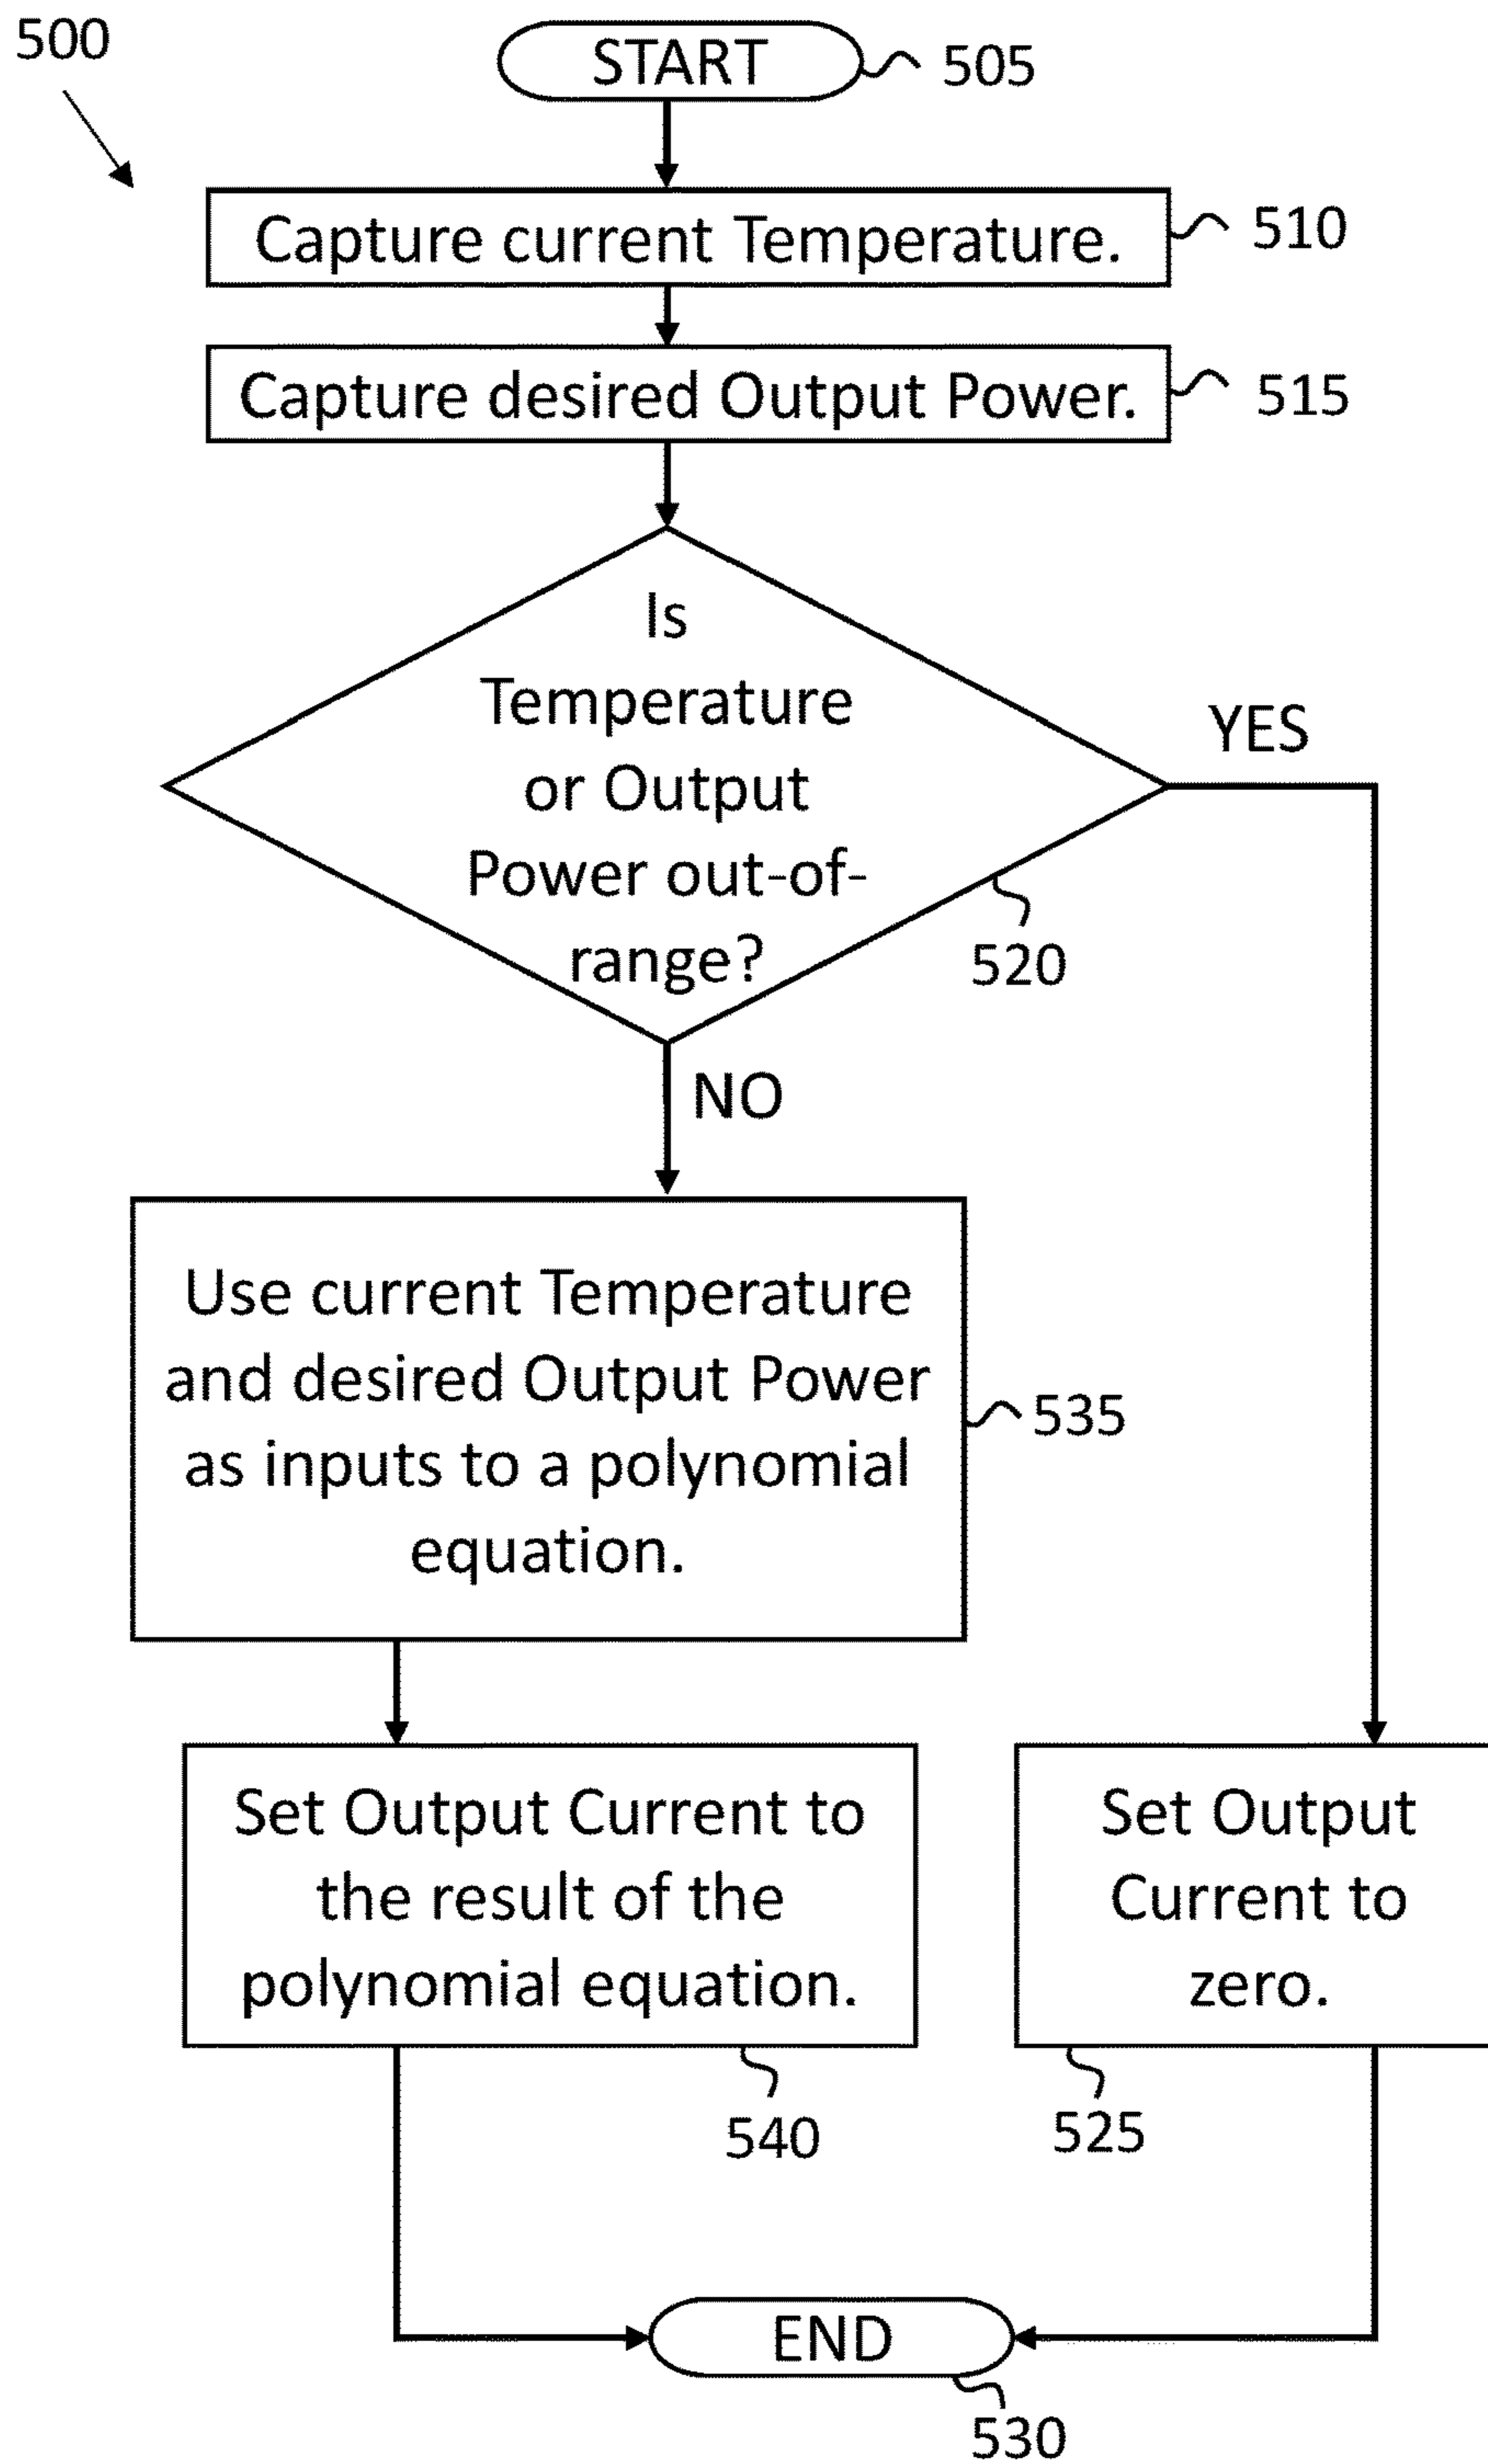 500
START
505
Capture current Temperature.
510
Capture desired Output Power.
515
Is
Temperature
or Output
Power out-of-
range?
520
YES
NO
Use current Temperature
and desired Output Power
as inputs to a polynomial
equation.
535
Set Output Current to
the result of the
polynomial equation.
540
Set Output
Current to
zero.
525
END
530